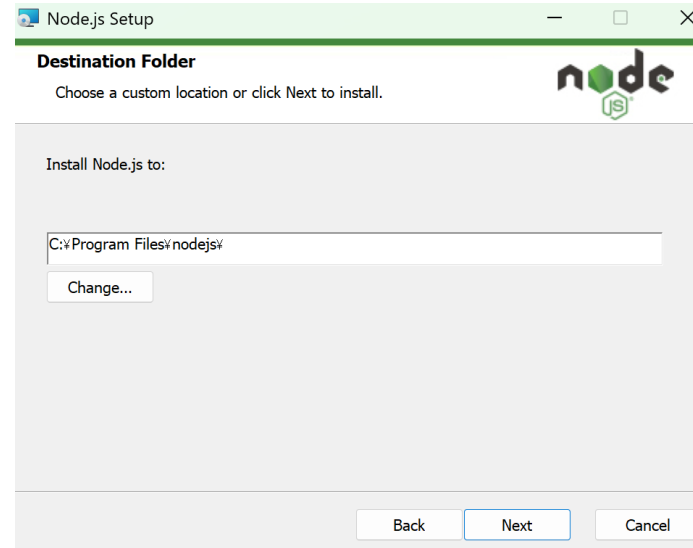 Node.js Setup
Destination Folder
Choose a custom location or click Next to install.
node
JS
Install Node.js to:
C:¥Program Files¥nodejs¥
Change...
Back Next Cancel